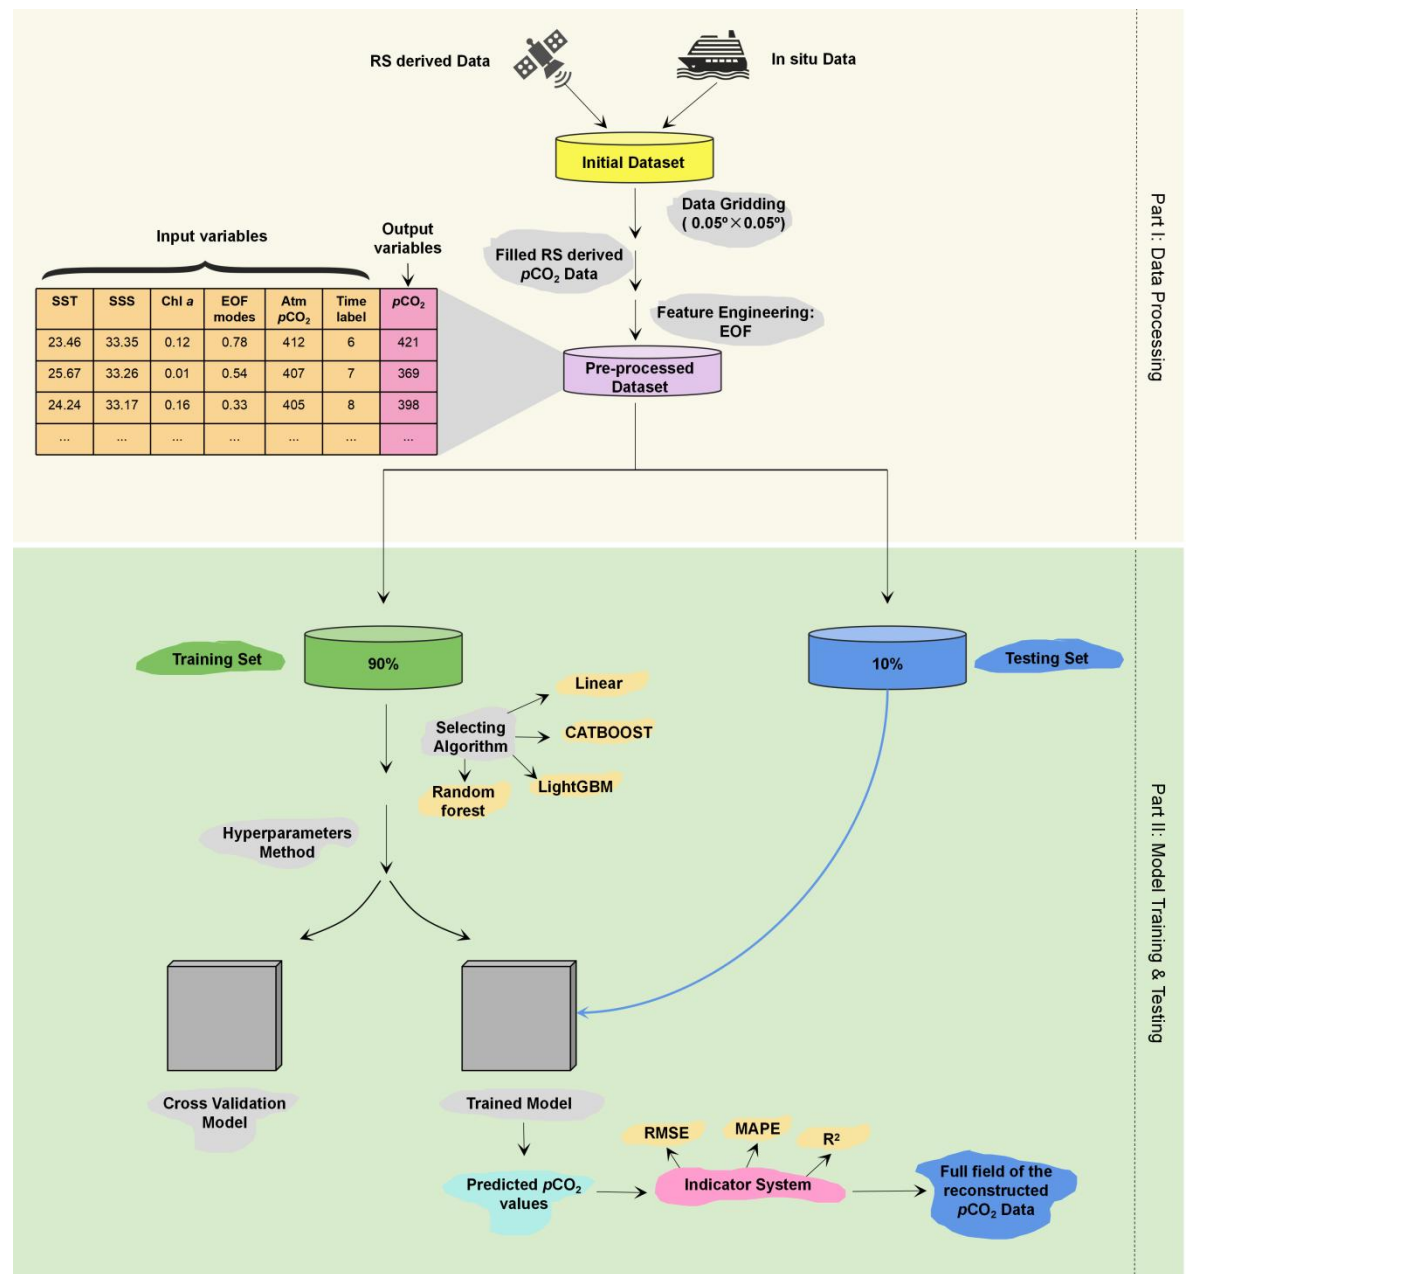 RS derived Data
In situ Data
Initial Dataset
Data Gridding
( 0.05º×0.05º)
Filled RS derived
pCO₂ Data
Feature Engineering:
EOF
Pre-processed
Dataset
Input variables
Output
variables
SST SSS Chl a EOF modes Atm pCO₂ Time label pCO₂
23.46 33.35 0.12 0.78 412 6 421
25.67 33.26 0.01 0.54 407 7 369
24.24 33.17 0.16 0.33 405 8 398
... ... ... ... ... ... ...
Part I: Data Processing
Training Set
90%
10%
Testing Set
Selecting
Algorithm
Linear
CATBOOST
LightGBM
Random
forest
Hyperparameters
Method
Cross Validation
Model
Trained Model
Predicted pCO₂
values
RMSE
MAPE
R²
Indicator System
Full field of the
reconstructed
pCO₂ Data
Part II: Model Training & Testing